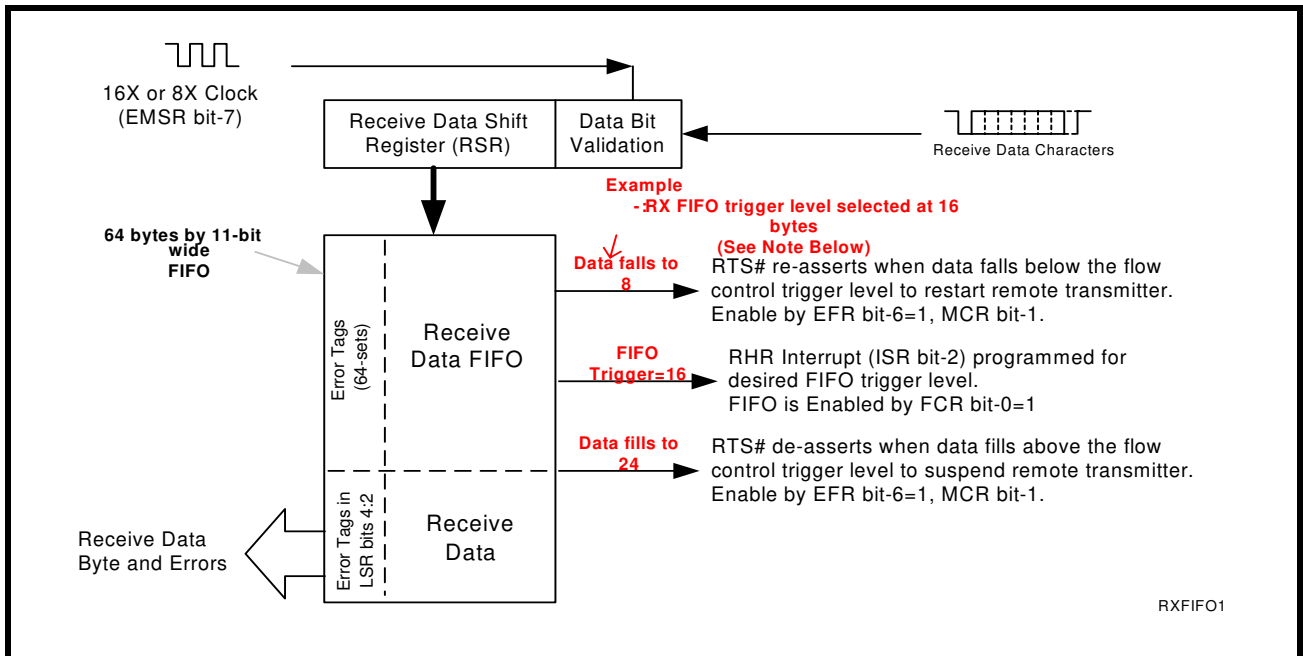 16X or 8X Clock
(EMSR bit-7)
Receive Data Shift
Register (RSR)
Data Bit
Validation
Receive Data Characters
Example
-:RX FIFO trigger level selected at 16
bytes
(See Note Below)
64 bytes by 11-bit
wide
FIFO
Error Tags
(64-sets)
Receive
Data FIFO
Data falls to
8
RTS# re-asserts when data falls below the flow
control trigger level to restart remote transmitter.
Enable by EFR bit-6=1, MCR bit-1.
FIFO
Trigger=16
RHR Interrupt (ISR bit-2) programmed for
desired FIFO trigger level.
FIFO is Enabled by FCR bit-0=1
Data fills to
24
RTS# de-asserts when data fills above the flow
control trigger level to suspend remote transmitter.
Enable by EFR bit-6=1, MCR bit-1.
Error Tags in
LSR bits 4:2
Receive
Data
Receive Data
Byte and Errors
RXFIFO1